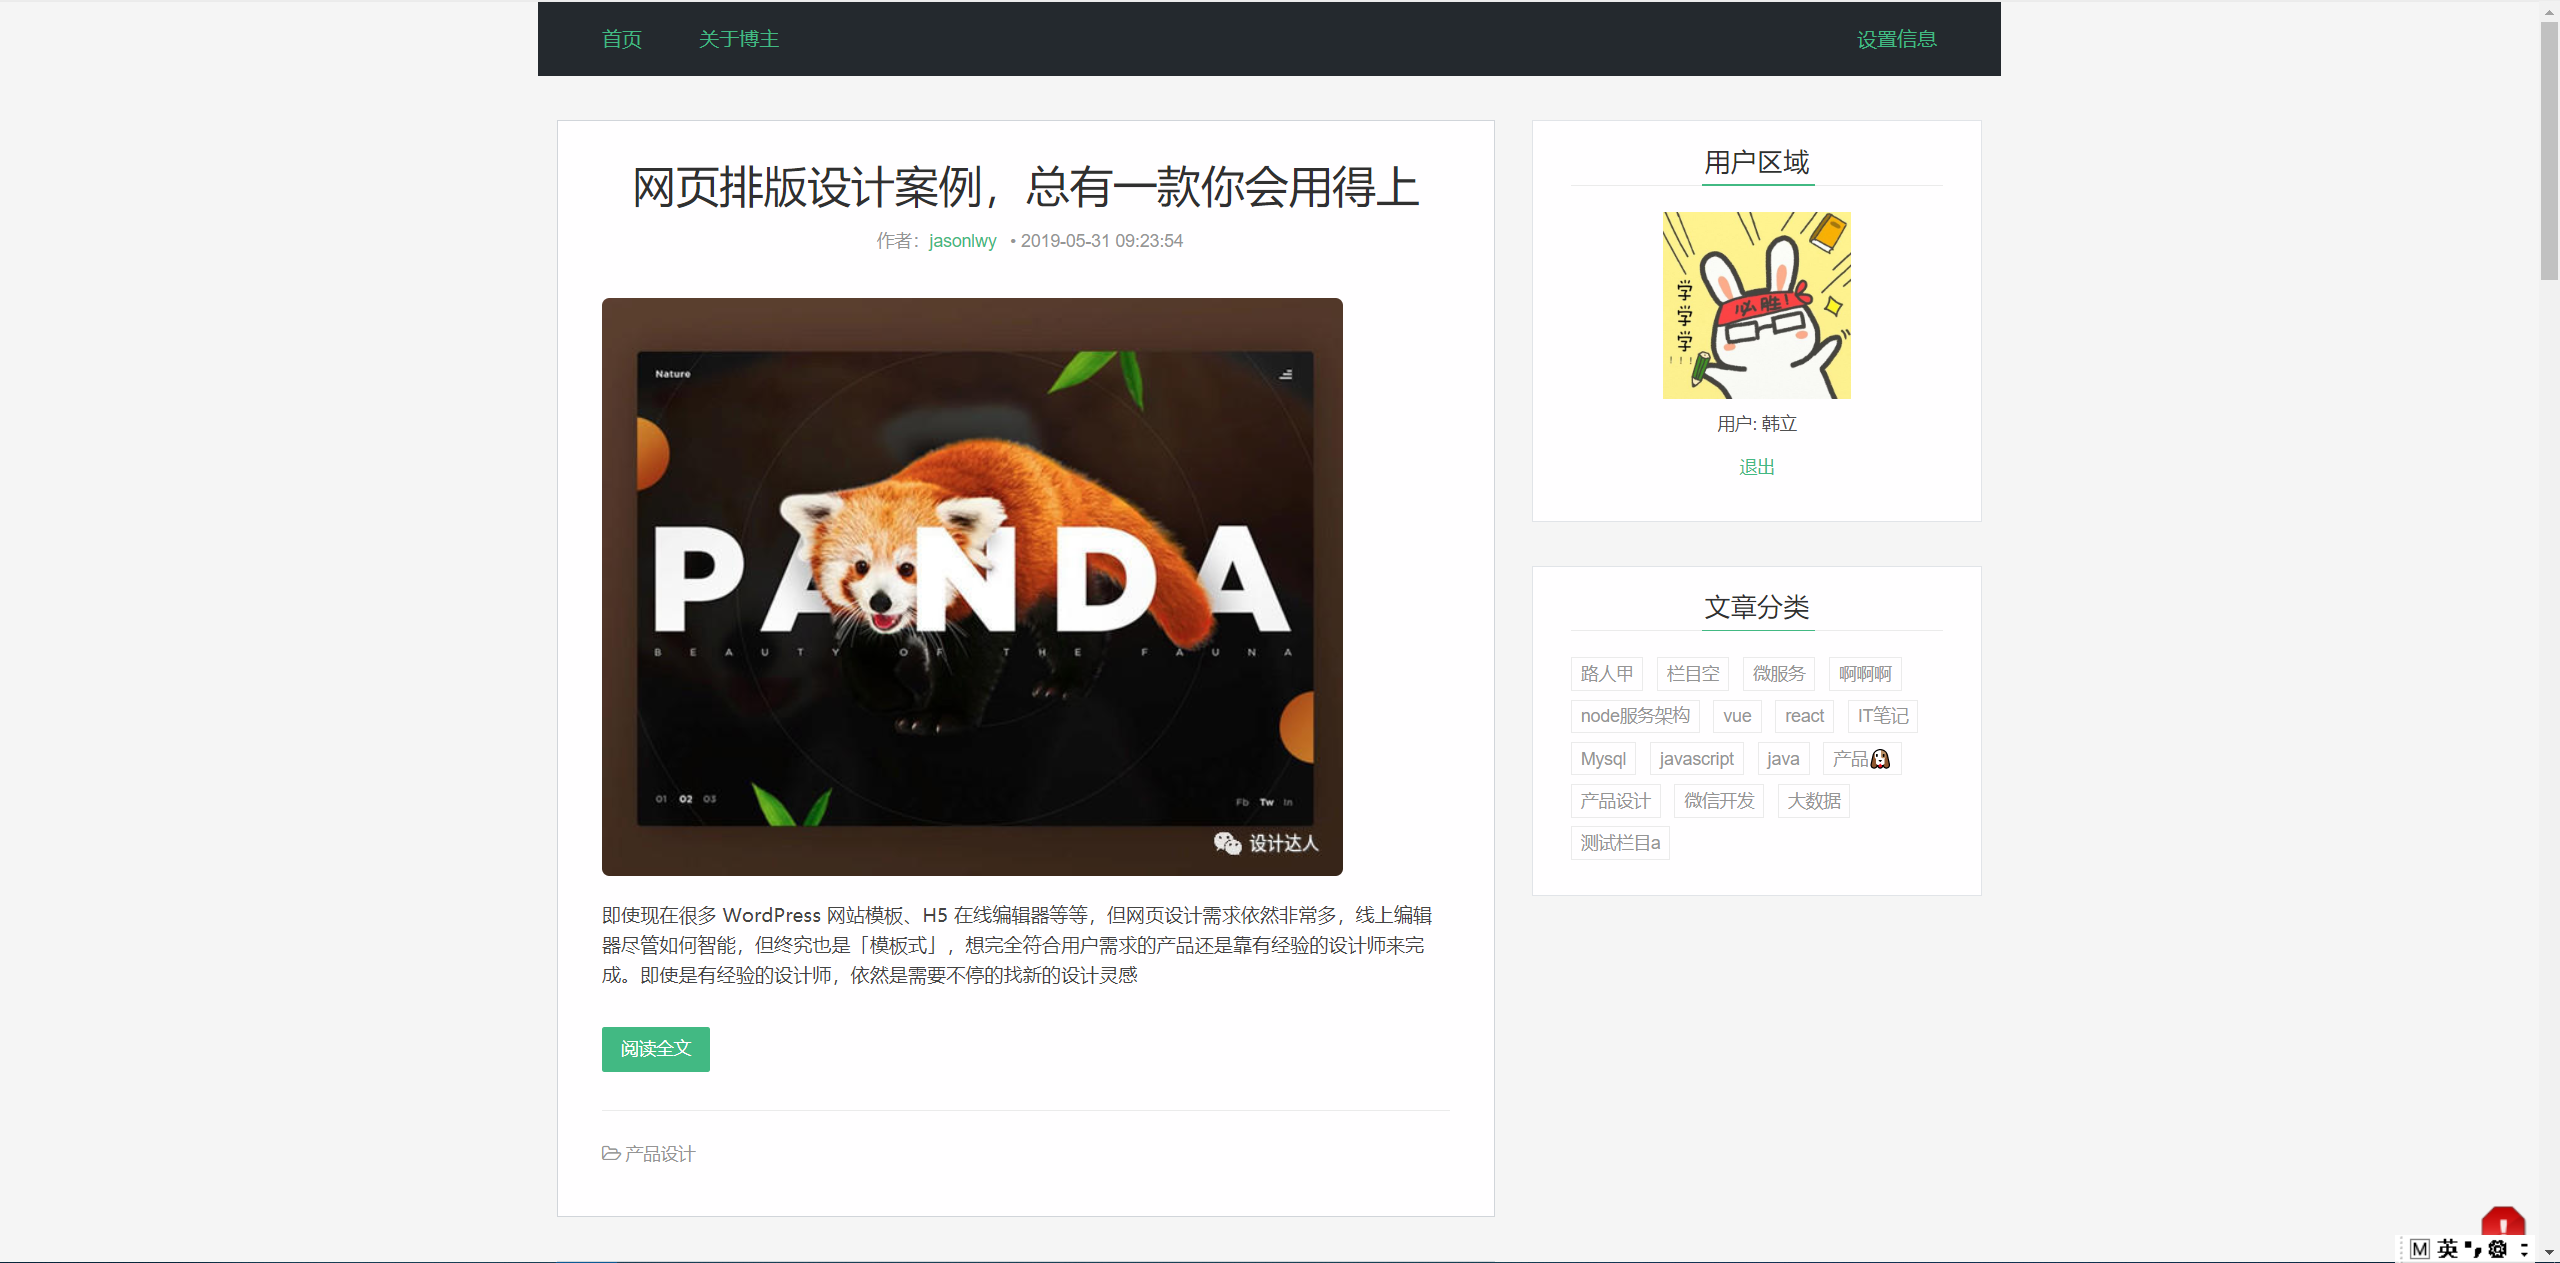 首页
关于博主
设置信息
网页排版设计案例，总有一款你会用得上
作者：jasonlwy • 2019-05-31 09:23:54
Nature
PANDA
BEAUTY OF THE FAUNA
01 02 03
Fb Tw In
设计达人
即使现在很多 WordPress 网站模板、H5 在线编辑器等等，但网页设计需求依然非常多，线上编辑
器尽管如何智能，但终究也是「模板式」，想完全符合用户需求的产品还是靠有经验的设计师来完
成。即使是有经验的设计师，依然是需要不停的找新的设计灵感
阅读全文
产品设计
用户区域
必胜！
学学学!!!
用户: 韩立
退出
文章分类
路人甲 栏目空 微服务 啊啊啊
node服务架构 vue react IT笔记
Mysql javascript java 产品
产品设计 微信开发 大数据
测试栏目a
M 英